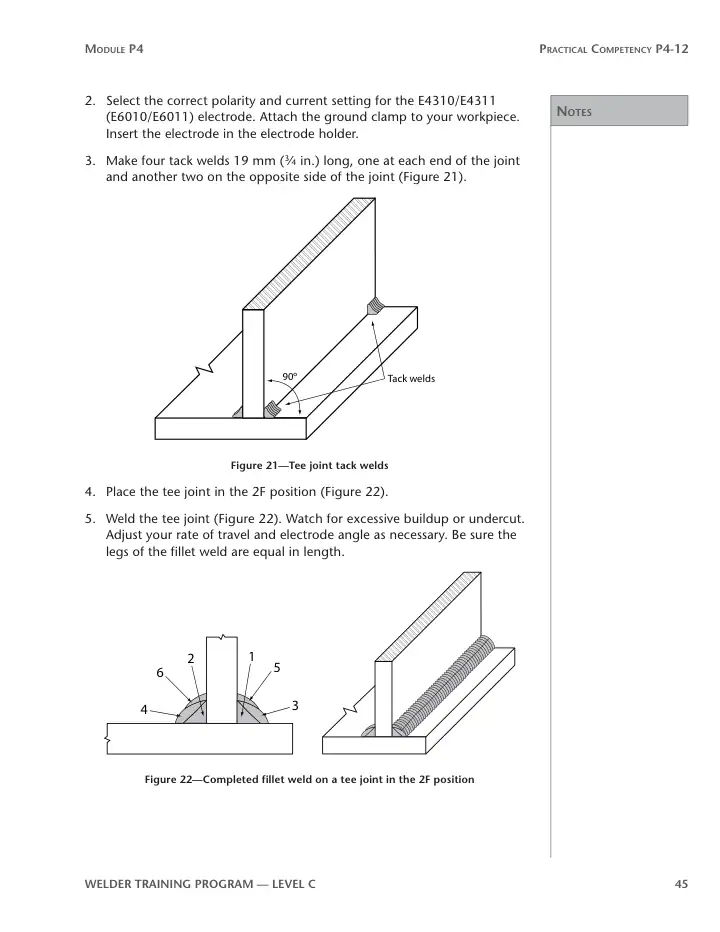 MODULE P4
PRACTICAL COMPETENCY P4-12
NOTES
2. Select the correct polarity and current setting for the E4310/E4311
(E6010/E6011) electrode. Attach the ground clamp to your workpiece.
Insert the electrode in the electrode holder.
3. Make four tack welds 19 mm (¾ in.) long, one at each end of the joint
and another two on the opposite side of the joint (Figure 21).
90º
Tack welds
Figure 21—Tee joint tack welds
4. Place the tee joint in the 2F position (Figure 22).
5. Weld the tee joint (Figure 22). Watch for excessive buildup or undercut.
Adjust your rate of travel and electrode angle as necessary. Be sure the
legs of the fillet weld are equal in length.
2
1
6
5
4
3
Figure 22—Completed fillet weld on a tee joint in the 2F position
WELDER TRAINING PROGRAM — LEVEL C
45